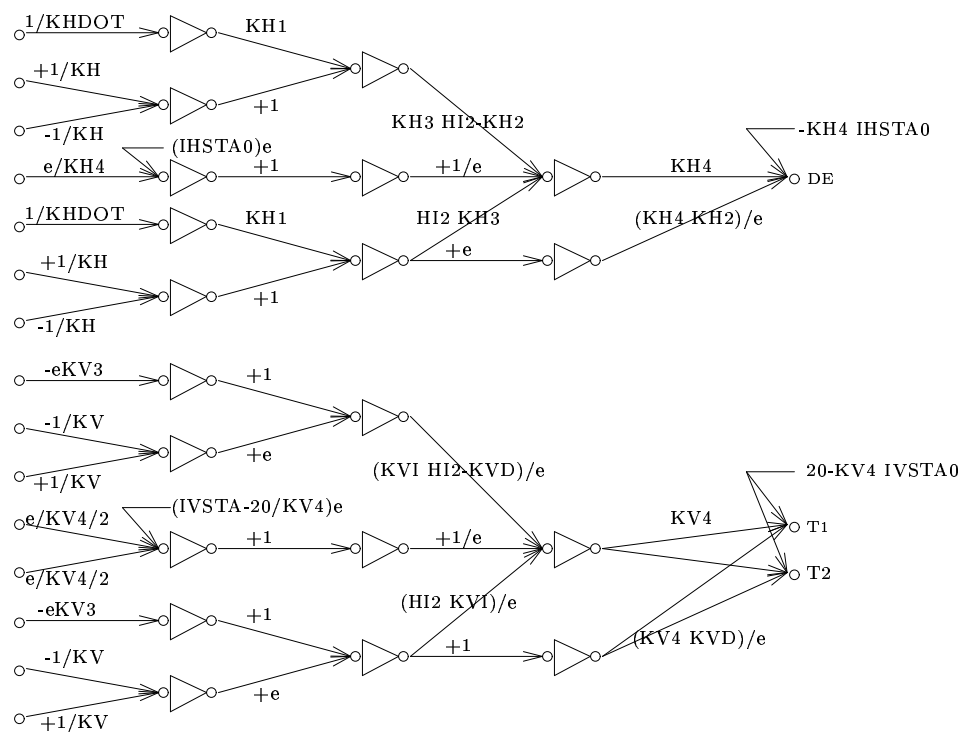 1/KHDOT
KH1
+1/KH
+1
-1/KH
KH3 HI2-KH2
-KH4 IHSTA0
(IHSTA0)e
e/KH4
+1
+1/e
KH4
DE
1/KHDOT
KH1
HI2 KH3
(KH4 KH2)/e
+1/KH
+e
+1
-1/KH
-eKV3
+1
-1/KV
+e
+1/KV
(KVI HI2-KVD)/e
20-KV4 IVSTA0
(IVSTA-20/KV4)e
e/KV4/2
+1
+1/e
KV4
T1
e/KV4/2
T2
-eKV3
+1
(HI2 KVI)/e
-1/KV
+1
(KV4 KVD)/e
+e
+1/KV